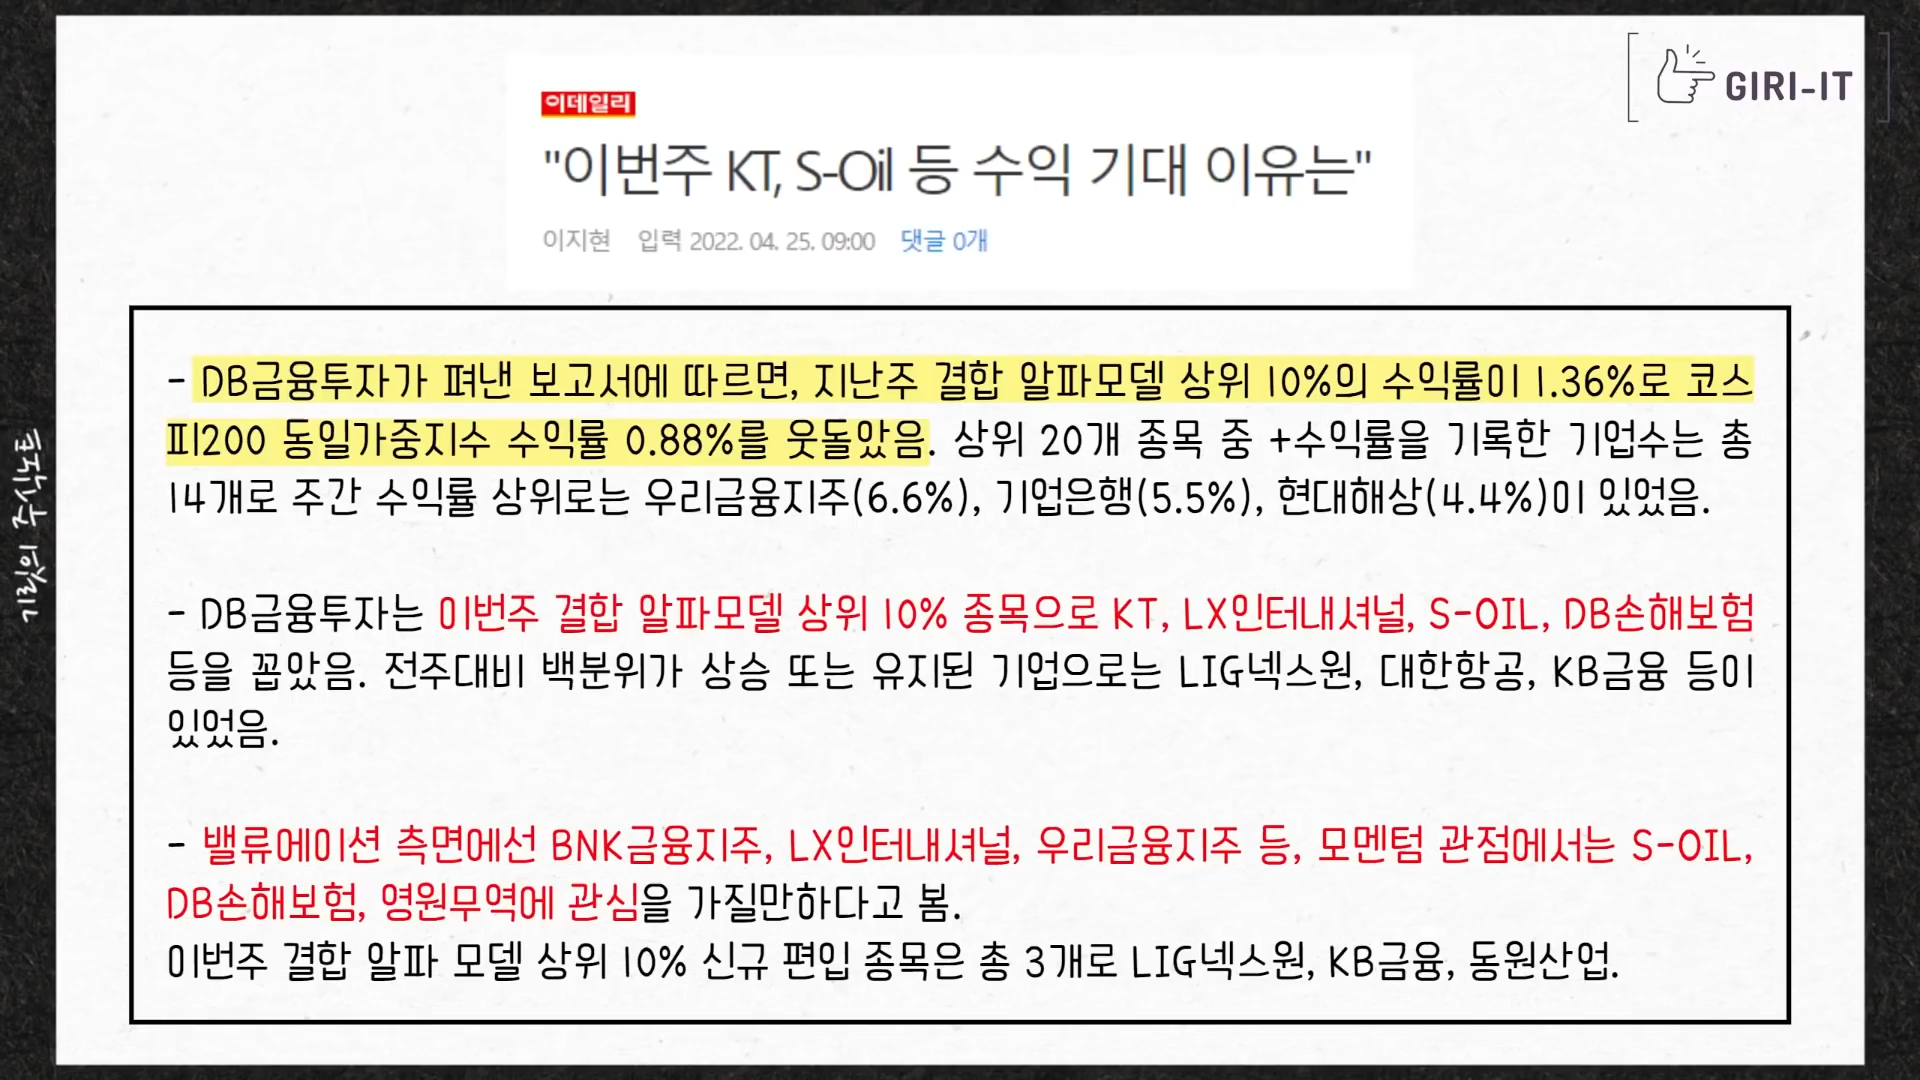 GIRI-IT
이데일리
"이번주 KT, S-Oil 등 수익 기대 이유는"
이지현 입력 2022. 04. 25. 09:00 댓글 0개
- DB금융투자가 펴낸 보고서에 따르면, 지난주 결합 알파모델 상위 10%의 수익률이 1.36%로 코스
피200 동일가중지수 수익률 0.88%를 웃돌았음. 상위 20개 종목 중 +수익률을 기록한 기업수는 총
14개로 주간 수익률 상위로는 우리금융지주(6.6%), 기업은행(5.5%), 현대해상(4.4%)이 있었음.
- DB금융투자는 이번주 결합 알파모델 상위 10% 종목으로 KT, LX인터내셔널, S-OIL, DB손해보험
등을 꼽았음. 전주대비 백분위가 상승 또는 유지된 기업으로는 LIG넥스원, 대한항공, KB금융 등이
있었음.
- 밸류에이션 측면에선 BNK금융지주, LX인터내셔널, 우리금융지주 등, 모멘텀 관점에서는 S-OIL,
DB손해보험, 영원무역에 관심을 가질만하다고 봄.
이번주 결합 알파 모델 상위 10% 신규 편입 종목은 총 3개로 LIG넥스원, KB금융, 동원산업.
기릿의 주식노트